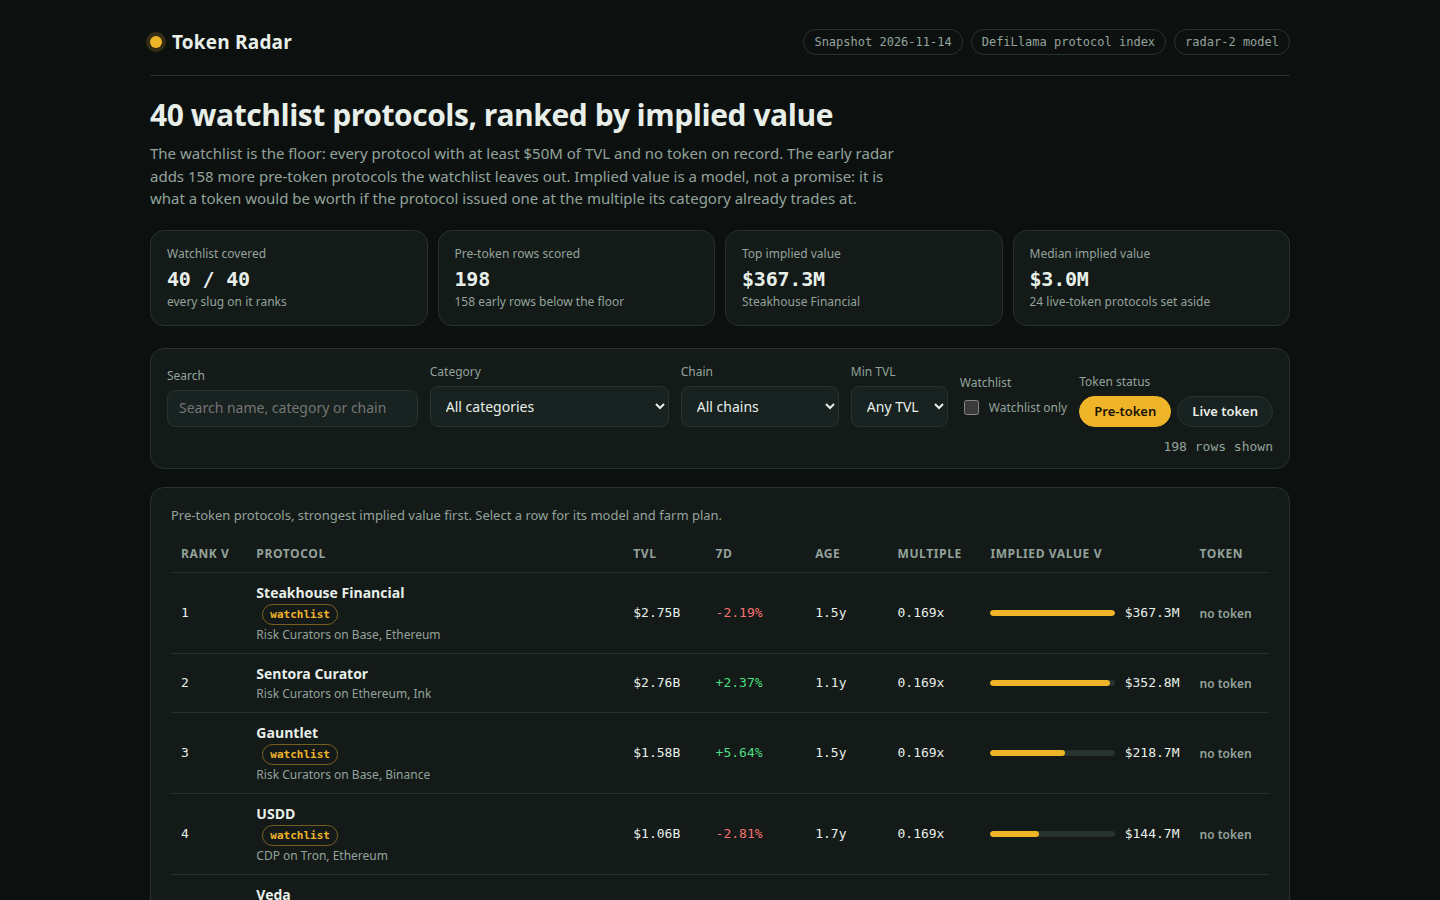 Token Radar
Snapshot 2026-11-14
DefiLlama protocol index
radar-2 model
40 watchlist protocols, ranked by implied value
The watchlist is the floor: every protocol with at least $50M of TVL and no token on record. The early radar
adds 158 more pre-token protocols the watchlist leaves out. Implied value is a model, not a promise: it is
what a token would be worth if the protocol issued one at the multiple its category already trades at.
Watchlist covered
40 / 40
every slug on it ranks
Pre-token rows scored
198
158 early rows below the floor
Top implied value
$367.3M
Steakhouse Financial
Median implied value
$3.0M
24 live-token protocols set aside
Search
Search name, category or chain
Category
All categories
Chain
All chains
Min TVL
Any TVL
Watchlist
Watchlist only
Token status
Pre-token
Live token
198 rows shown
Pre-token protocols, strongest implied value first. Select a row for its model and farm plan.
RANK V PROTOCOL TVL 7D AGE MULTIPLE IMPLIED VALUE V TOKEN
Steakhouse Financial
1 watchlist $2.75B -2.19% 1.5y 0.169x $367.3M no token
Risk Curators on Base, Ethereum
Sentora Curator
2 $2.76B +2.37% 1.1y 0.169x $352.8M no token
Risk Curators on Ethereum, Ink
Gauntlet
3 watchlist $1.58B +5.64% 1.5y 0.169x $218.7M no token
Risk Curators on Base, Binance
USDD
4 watchlist $1.06B -2.81% 1.7y 0.169x $144.7M no token
CDP on Tron, Ethereum
Veda